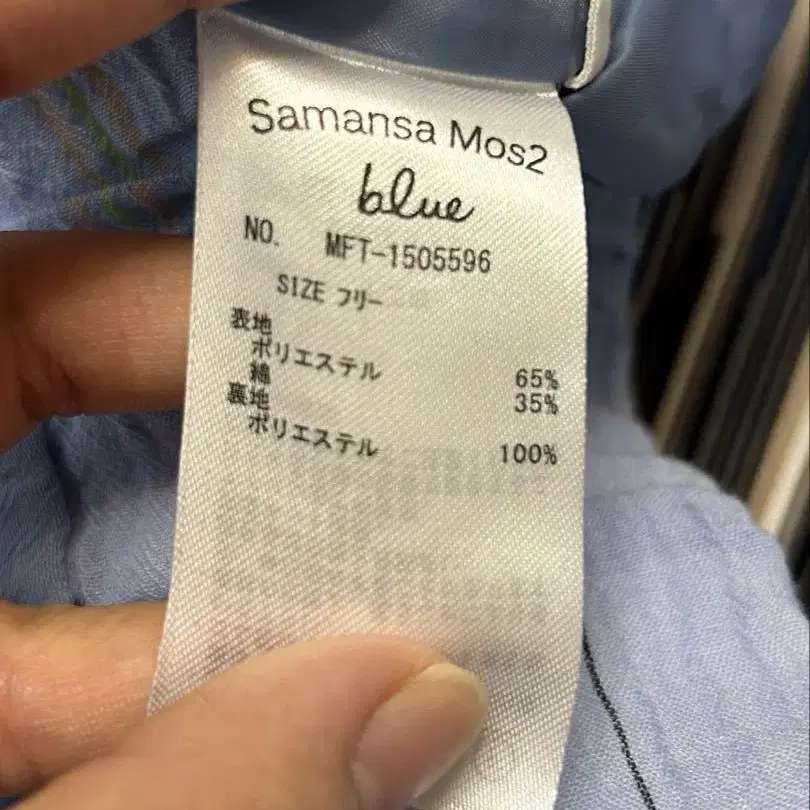 Samansa Mos2
blue
NO. MFT-1505596
SIZE フリー
表地
ポリエステル 65%
綿 35%
裏地
ポリエステル 100%